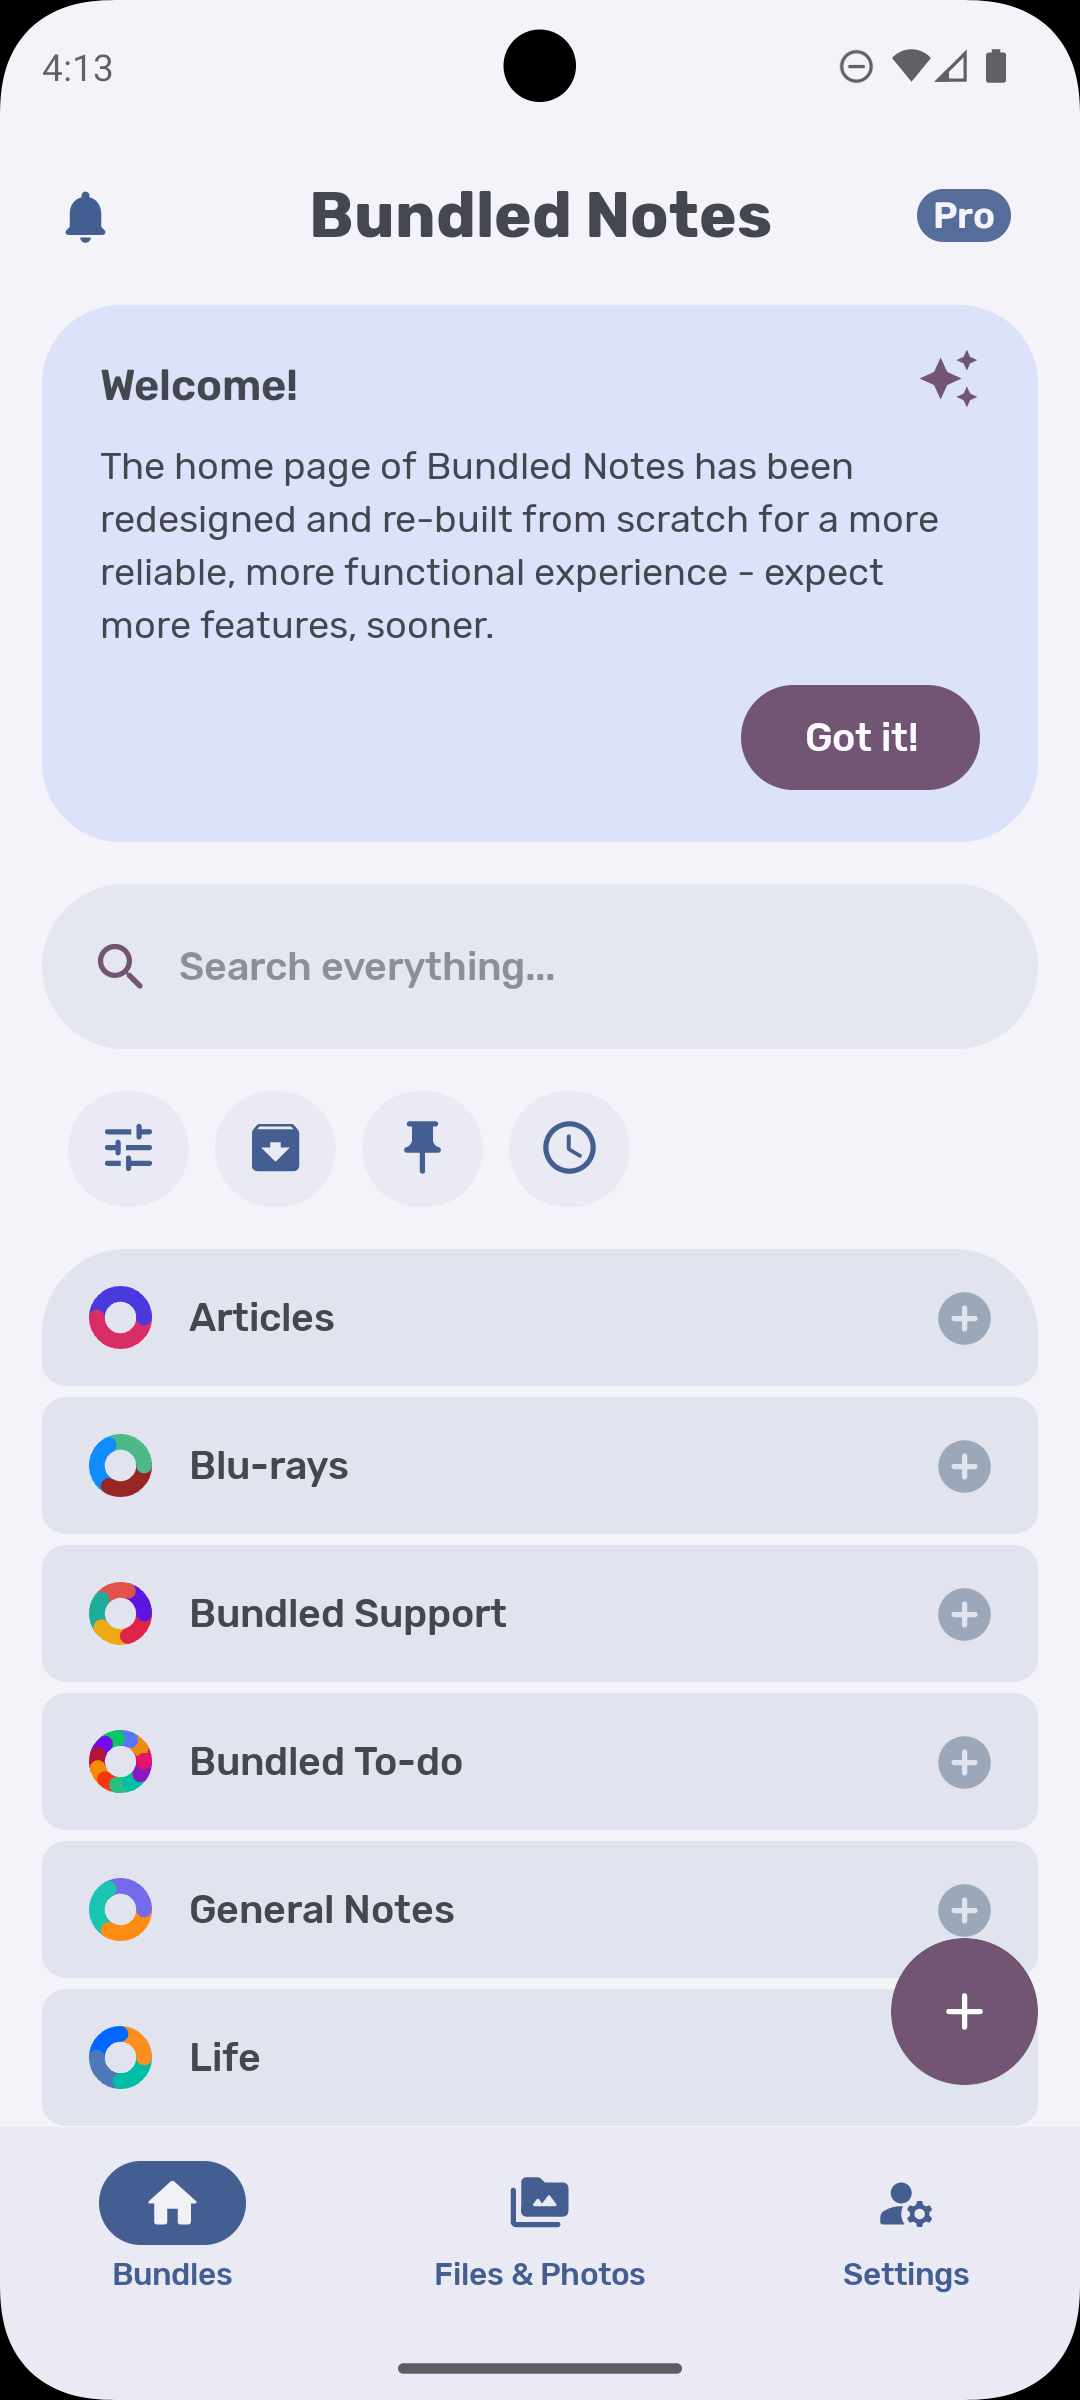 4:13
Bundled Notes
Pro
Welcome!
The home page of Bundled Notes has been
redesigned and re-built from scratch for a more
reliable, more functional experience - expect
more features, sooner.
Got it!
Search everything...
Articles
Blu-rays
Bundled Support
Bundled To-do
General Notes
Life
Bundles
Files & Photos
Settings